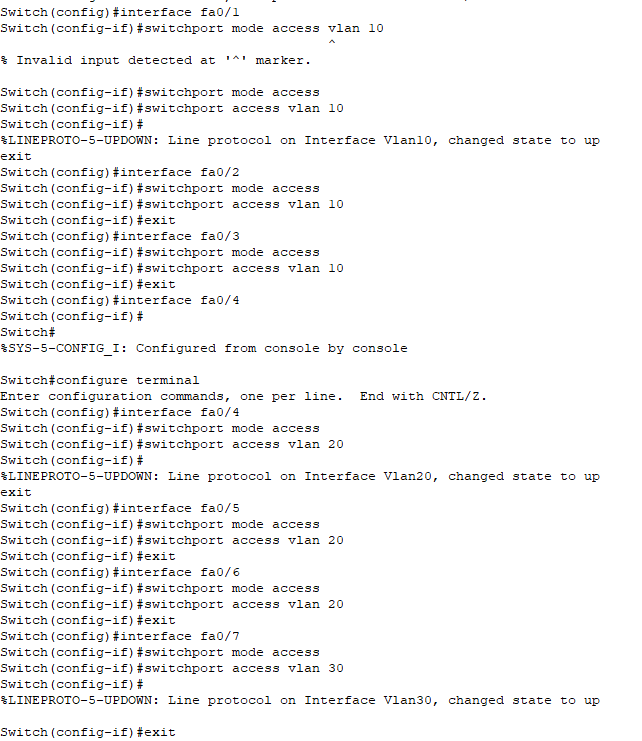 Switch(config)#interface fa0/1
Switch(config-if)#switchport mode access vlan 10
^
% Invalid input detected at '^' marker.
Switch(config-if)#switchport mode access
Switch(config-if)#switchport access vlan 10
Switch(config-if)#
%LINEPROTO-5-UPDOWN: Line protocol on Interface Vlan10, changed state to up
exit
Switch(config)#interface fa0/2
Switch(config-if)#switchport mode access
Switch(config-if)#switchport access vlan 10
Switch(config-if)#exit
Switch(config)#interface fa0/3
Switch(config-if)#switchport mode access
Switch(config-if)#switchport access vlan 10
Switch(config-if)#exit
Switch(config)#interface fa0/4
Switch(config-if)#
Switch#
%SYS-5-CONFIG_I: Configured from console by console
Switch#configure terminal
Enter configuration commands, one per line.  End with CNTL/Z.
Switch(config)#interface fa0/4
Switch(config-if)#switchport mode access
Switch(config-if)#switchport access vlan 20
Switch(config-if)#
%LINEPROTO-5-UPDOWN: Line protocol on Interface Vlan20, changed state to up
exit
Switch(config)#interface fa0/5
Switch(config-if)#switchport mode access
Switch(config-if)#switchport access vlan 20
Switch(config-if)#exit
Switch(config)#interface fa0/6
Switch(config-if)#switchport mode access
Switch(config-if)#switchport access vlan 20
Switch(config-if)#exit
Switch(config)#interface fa0/7
Switch(config-if)#switchport mode access
Switch(config-if)#switchport access vlan 30
Switch(config-if)#
%LINEPROTO-5-UPDOWN: Line protocol on Interface Vlan30, changed state to up
Switch(config-if)#exit